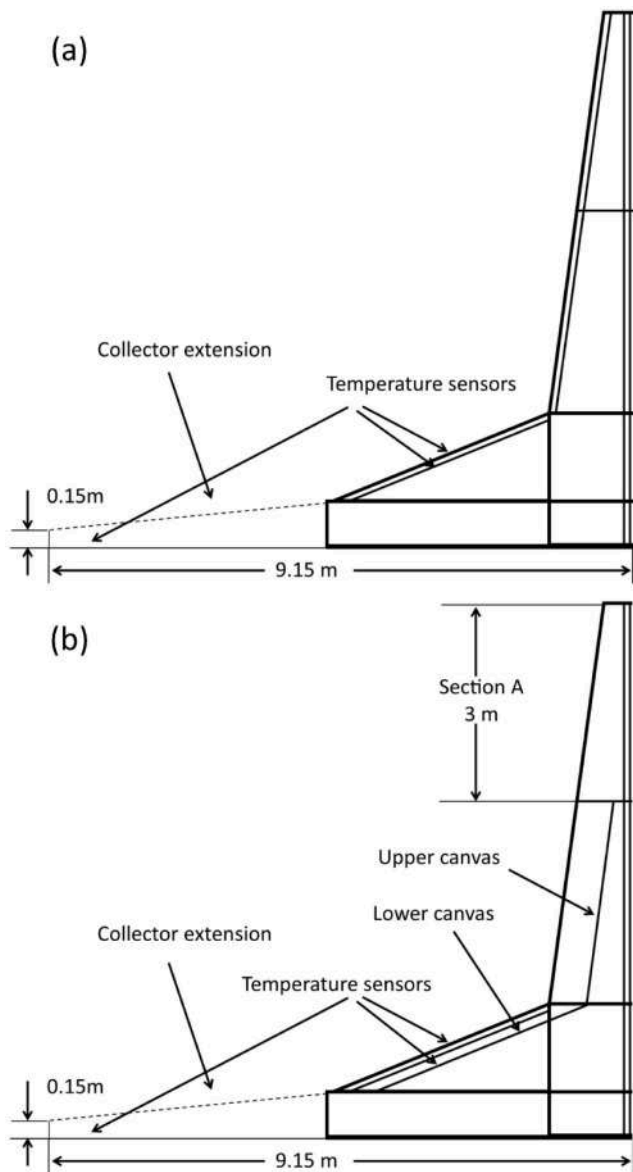 (a)
Collector extension
Temperature sensors
0.15m
9.15 m
(b)
Section A
3 m
Upper canvas
Lower canvas
Collector extension
Temperature sensors
0.15m
9.15 m